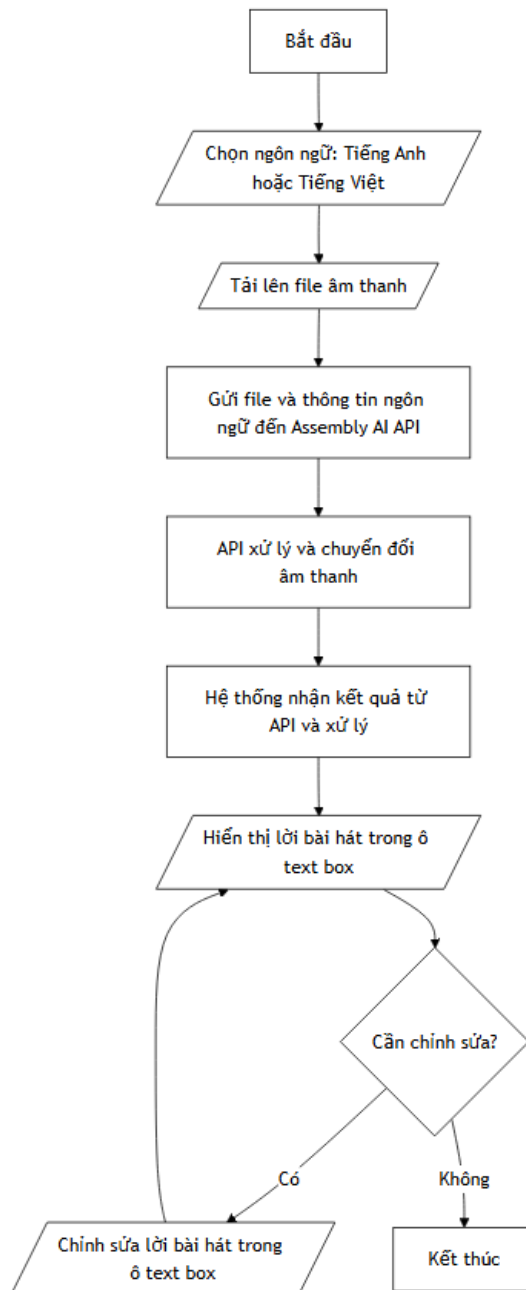 Bắt đầu
Chọn ngôn ngữ: Tiếng Anh
hoặc Tiếng Việt
Tải lên file âm thanh
Gửi file và thông tin ngôn
ngữ đến Assembly AI API
API xử lý và chuyển đổi
âm thanh
Hệ thống nhận kết quả từ
API và xử lý
Hiển thị lời bài hát trong ô
text box
Cần chỉnh sửa?
Có
Không
Chỉnh sửa lời bài hát trong
ô text box
Kết thúc